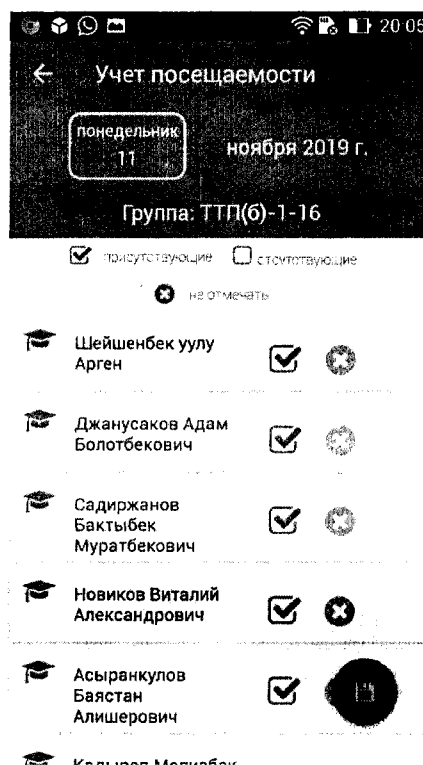 20:05
Учет посещаемости
понедельник
11
ноября 2019 г.
Группа: ТТП(б)-1-16
присутствующие отсутствующие
не отмечать
Шейшенбек уулу
Арген
Джанусаков Адам
Болотбекович
Садиржанов
Бактыбек
Муратбекович
Новиков Виталий
Александрович
Асыранкулов
Баястан
Алишерович